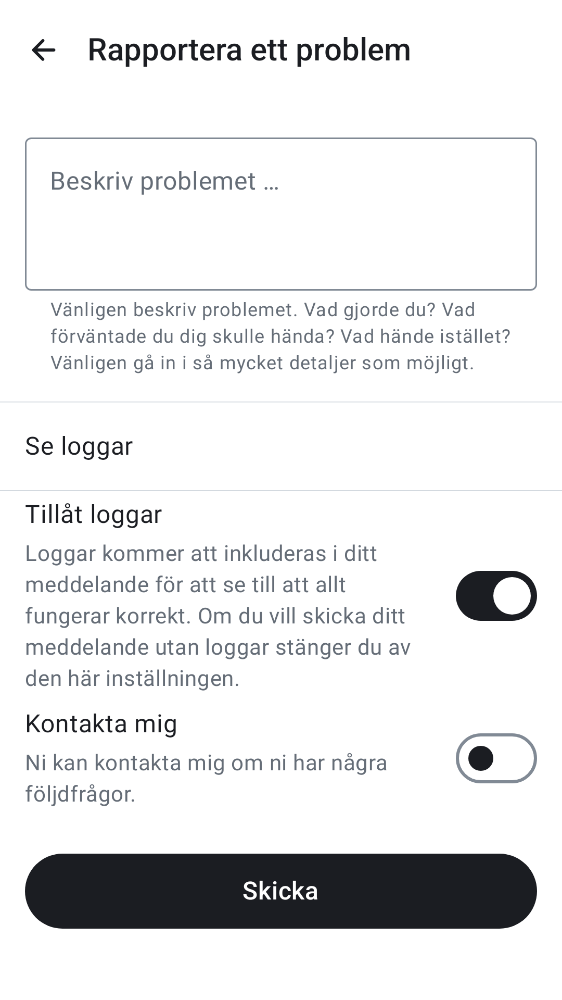 Rapportera ett problem
Beskriv problemet …
Vänligen beskriv problemet. Vad gjorde du? Vad
förväntade du dig skulle hända? Vad hände istället?
Vänligen gå in i så mycket detaljer som möjligt.
Se loggar
Tillåt loggar
Loggar kommer att inkluderas i ditt
meddelande för att se till att allt
fungerar korrekt. Om du vill skicka ditt
meddelande utan loggar stänger du av
den här inställningen.
Kontakta mig
Ni kan kontakta mig om ni har några
följdfrågor.
Skicka